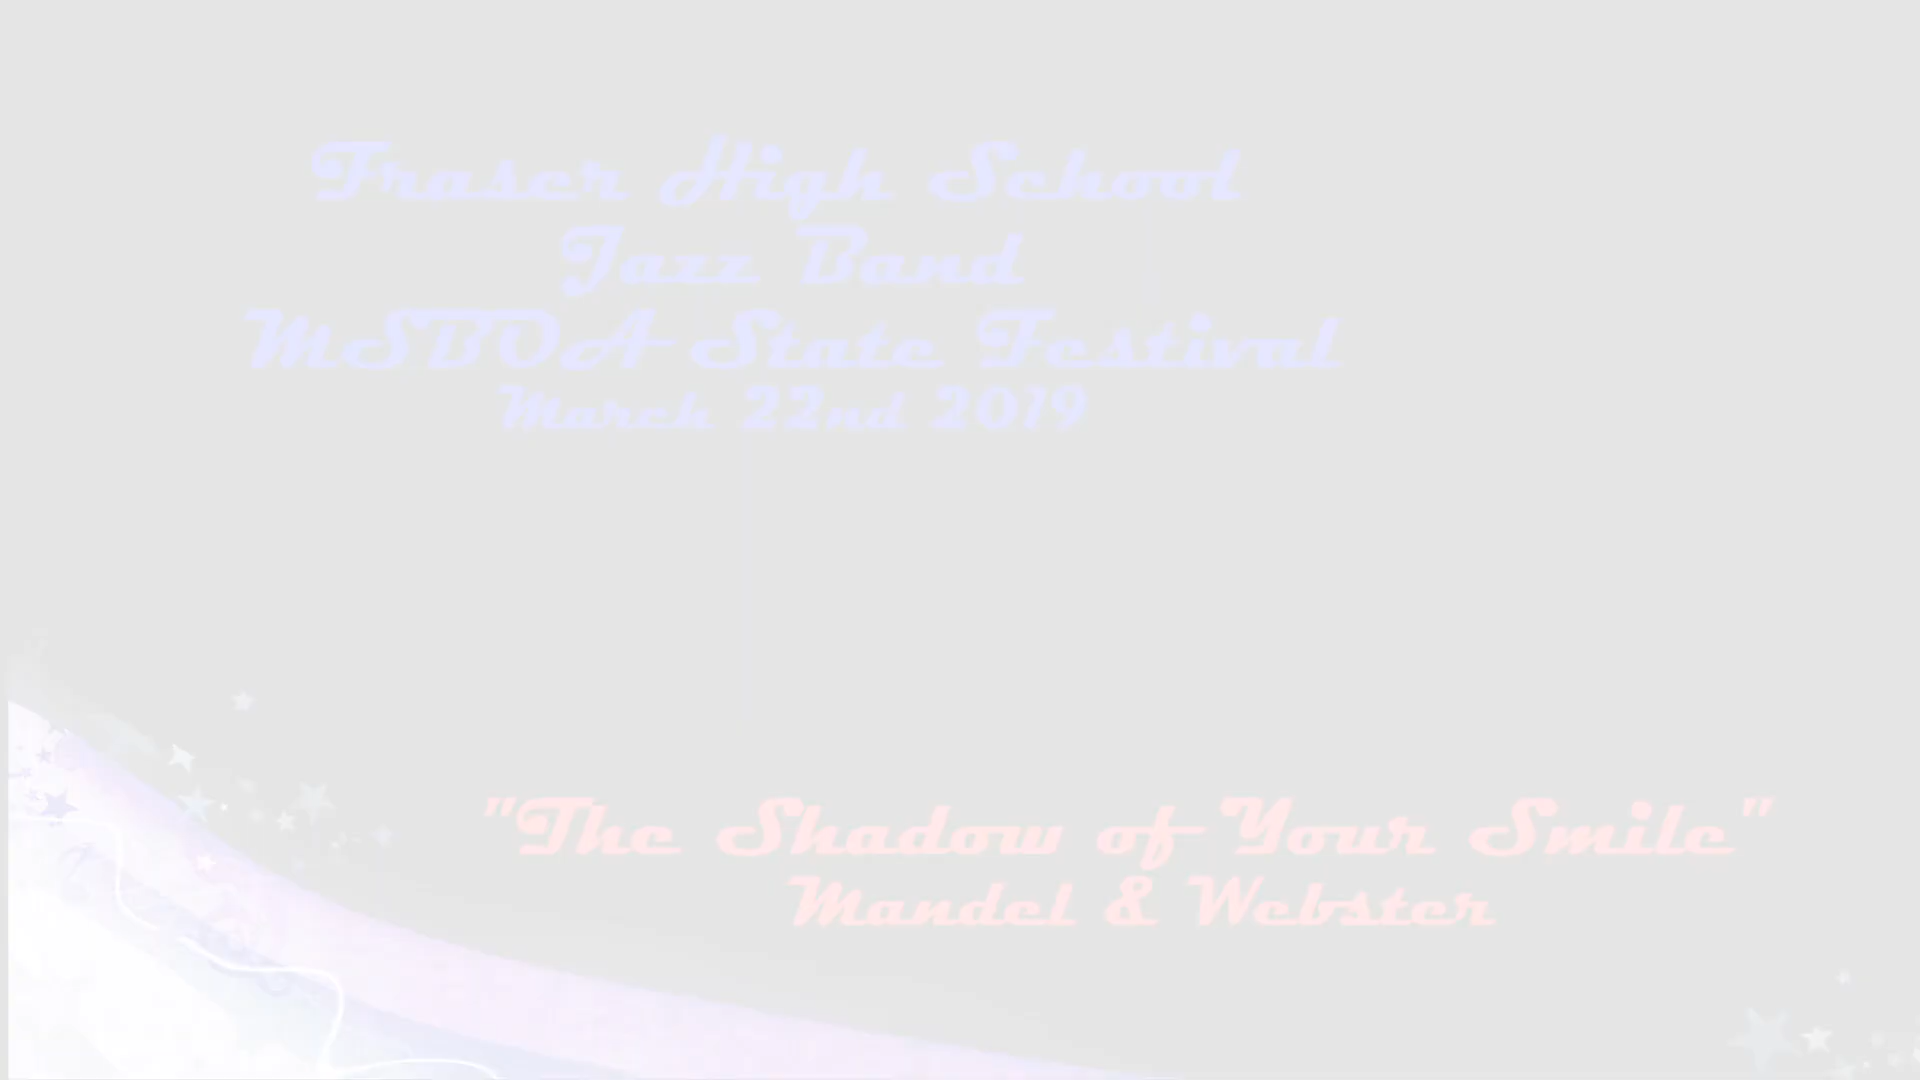 Fraser High School
Jazz Band
MSBOA State Festival
March 22nd 2019
"The Shadow of Your Smile"
Mandel & Webster